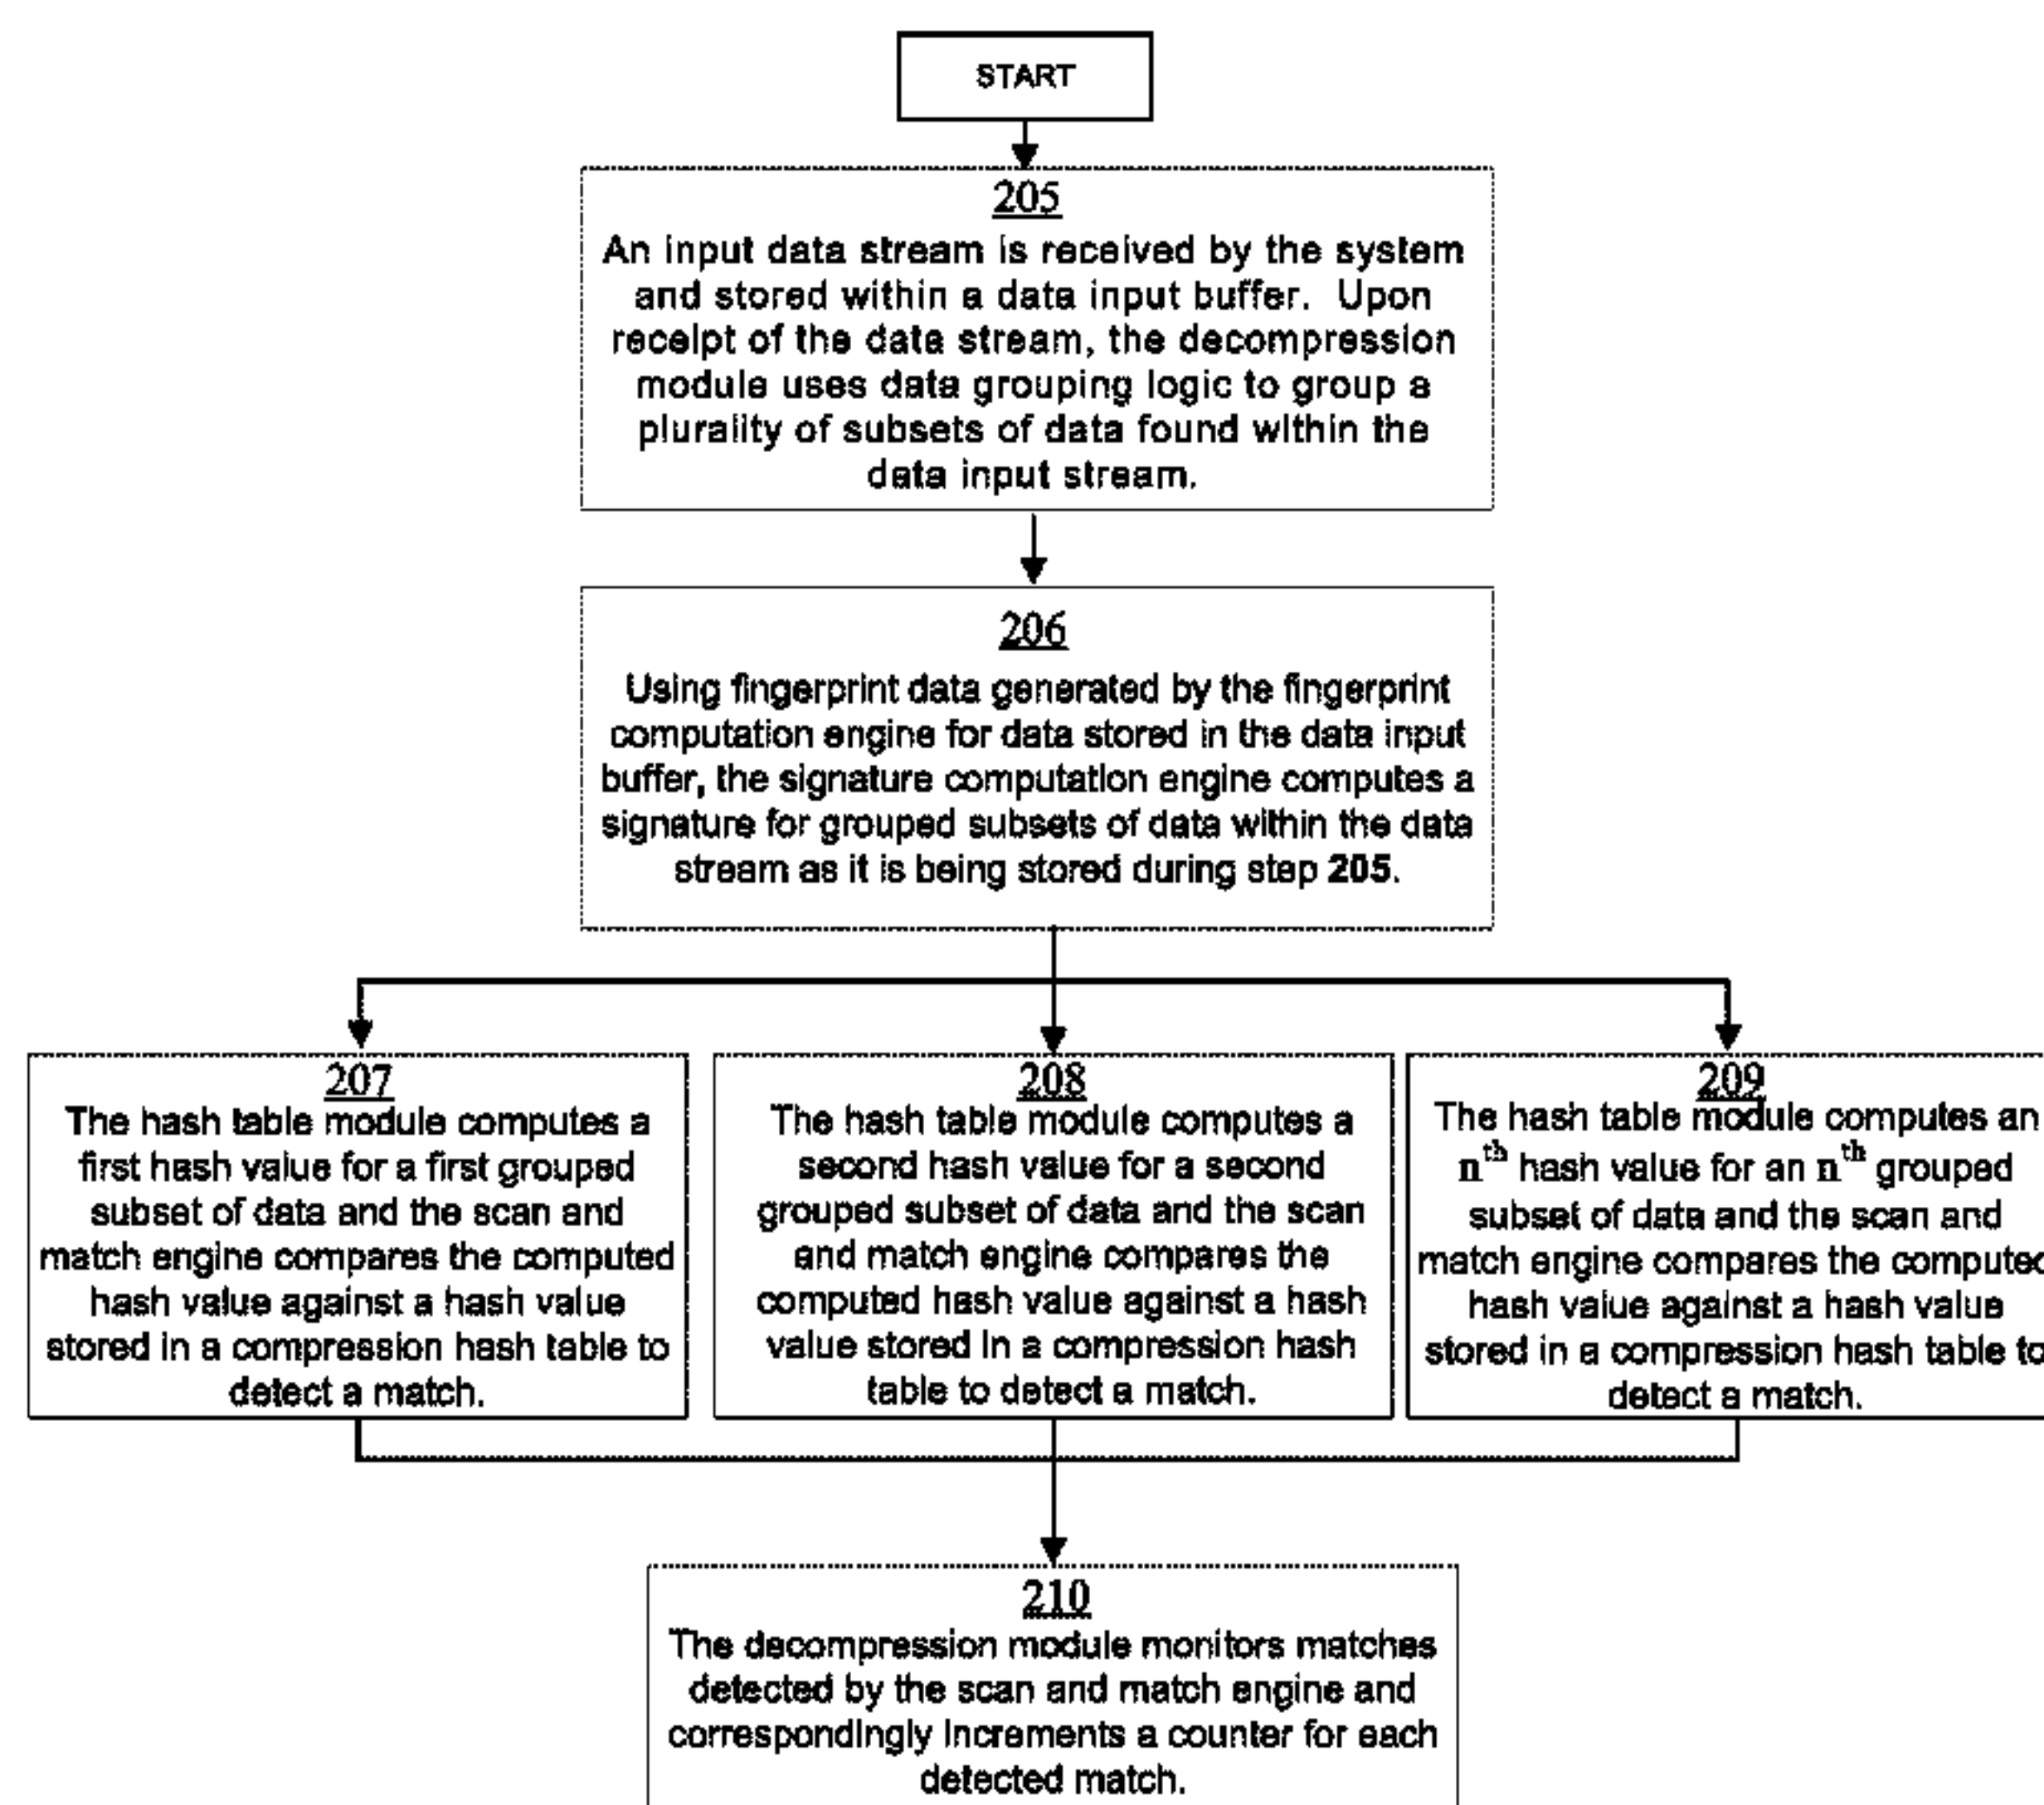 START
205
An input data stream is received by the system
and stored within a data input buffer. Upon
receipt of the data stream, the decompression
module uses data grouping logic to group a
plurality of subsets of data found within the
data input stream.
206
Using fingerprint data generated by the fingerprint
computation engine for data stored in the data input
buffer, the signature computation engine computes a
signature for grouped subsets of data within the data
stream as it is being stored during step 205.
207
The hash table module computes a
first hash value for a first grouped
subset of data and the scan and
match engine compares the computed
hash value against a hash value
stored in a compression hash table to
detect a match.
208
The hash table module computes a
second hash value for a second
grouped subset of data and the scan
and match engine compares the
computed hash value against a hash
value stored in a compression hash
table to detect a match.
209
The hash table module computes an
nth hash value for an nth grouped
subset of data and the scan and
match engine compares the computed
hash value against a hash value
stored in a compression hash table to
detect a match.
210
The decompression module monitors matches
detected by the scan and match engine and
correspondingly increments a counter for each
detected match.